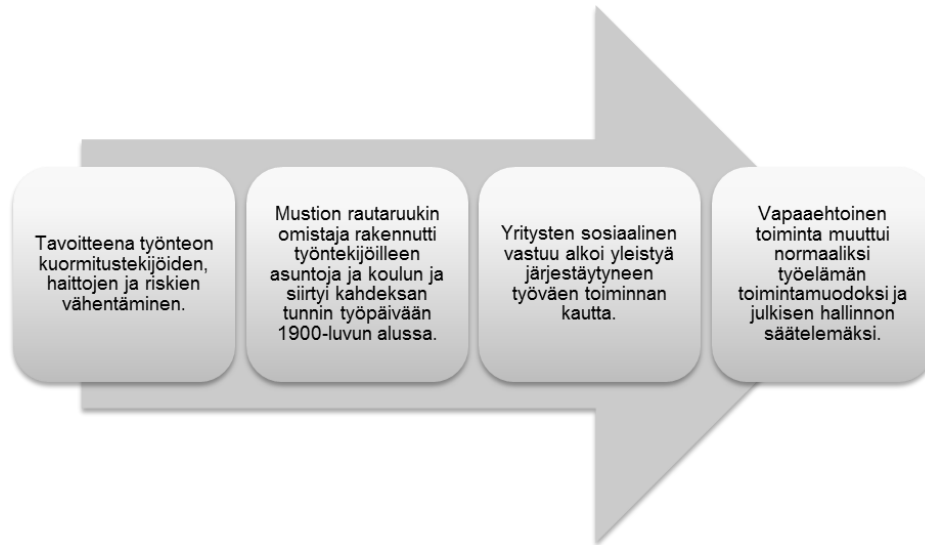 Tavoitteena työnteon
kuormitustekijöiden,
haittojen ja riskien
vähentäminen.
Mustion rautaruukin
omistaja rakennutti
työntekijöilleen
asuntoja ja koulun ja
siirtyi kahdeksan
tunnin työpäivään
1900-luvun alussa.
Yritysten sosiaalinen
vastuu alkoi yleistyä
järjestäytyneen
työväen toiminnan
kautta.
Vapaaehtoinen
toiminta muuttui
normaaliksi
työelämän
toimintamuodoksi ja
julkisen hallinnon
säätelemäksi.